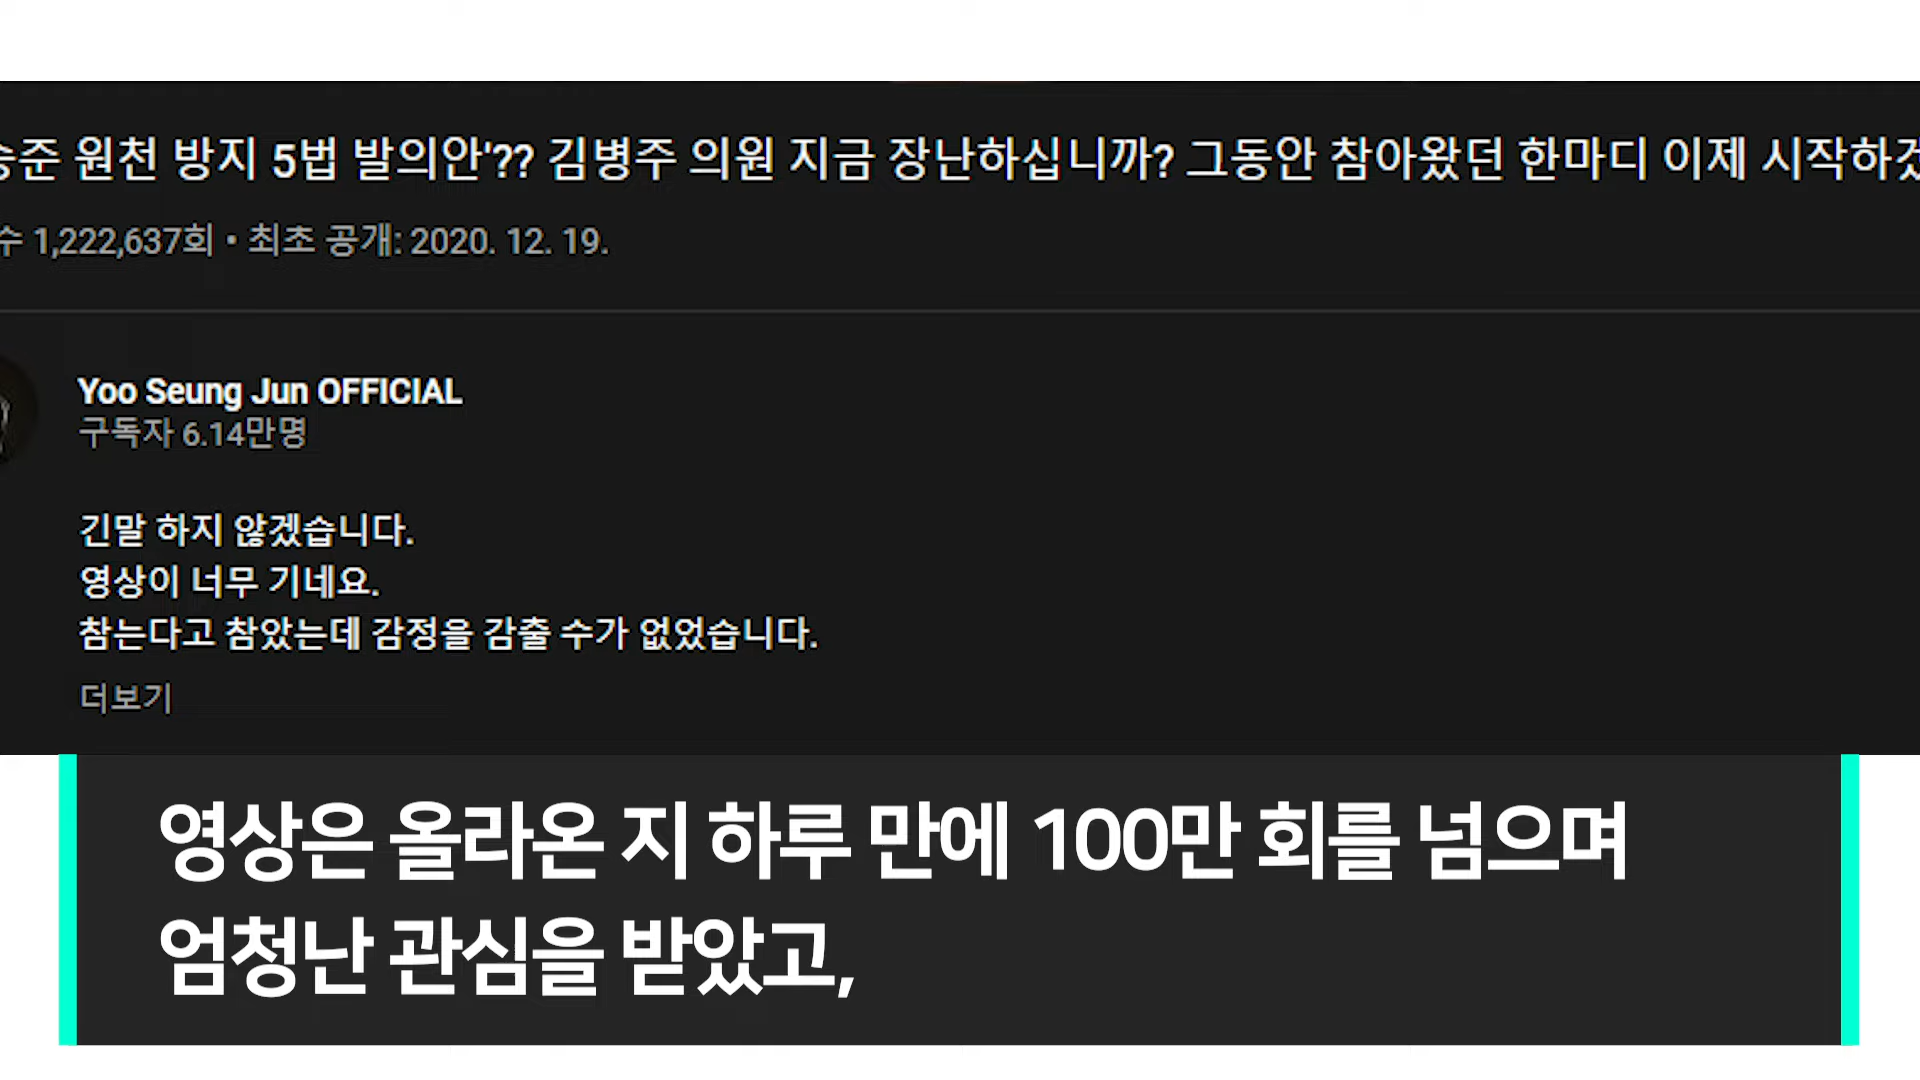 승준 원천 방지 5법 발의안'?? 김병주 의원 지금 장난하십니까? 그동안 참아왔던 한마디 이제 시작하겠
수 1,222,637회 • 최초 공개: 2020. 12. 19.
Yoo Seung Jun OFFICIAL
구독자 6.14만명
긴말 하지 않겠습니다.
영상이 너무 기네요.
참는다고 참았는데 감정을 감출 수가 없었습니다.
더보기
영상은 올라온 지 하루 만에 100만 회를 넘으며
엄청난 관심을 받았고,